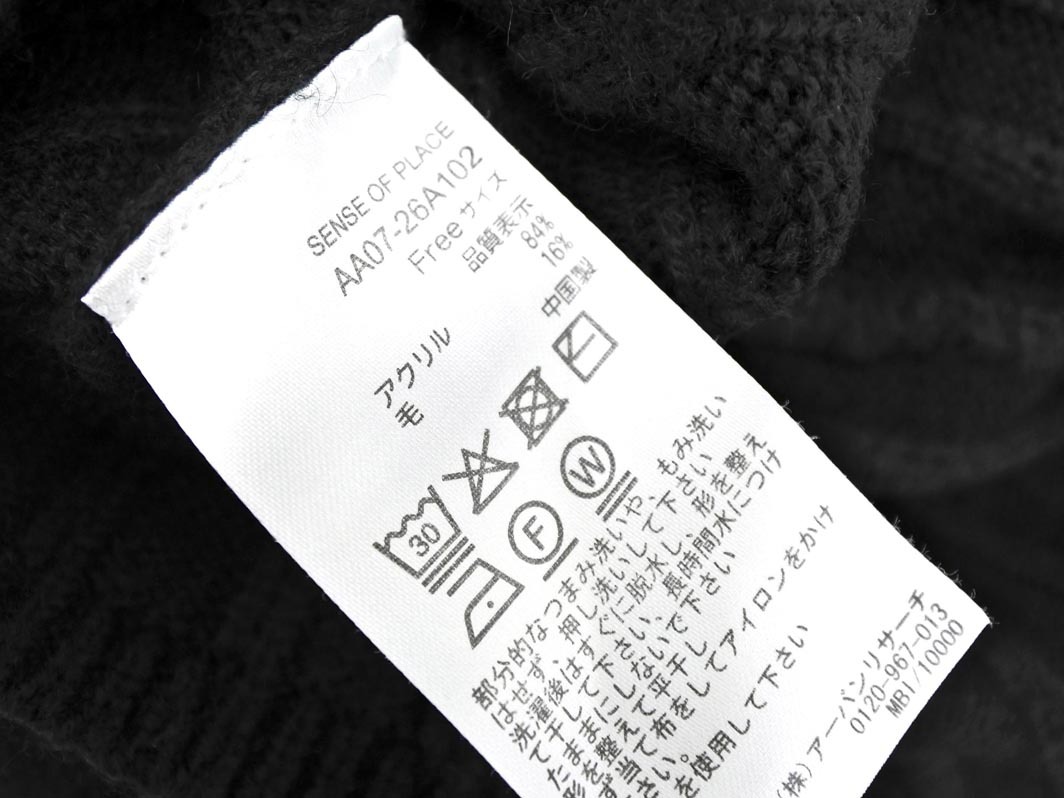 SENSE OF PLACE
AA07-26A102
Freeサイズ
品質表示
アクリル 84%
毛 16%
中国製
30
F W
部分的なつまみ洗いや、もみ洗い
はせず、押し洗いして下さい
洗濯後はすぐに脱水し、形を整え
て干して下さい、長時間水につけ
たままにしないで下さい
形を整えて平干し
ず当て布をしてアイロンをかけ
さい。
を使用して下さい
(株)アーバンリサーチ
0120-967-013
MB1/10000